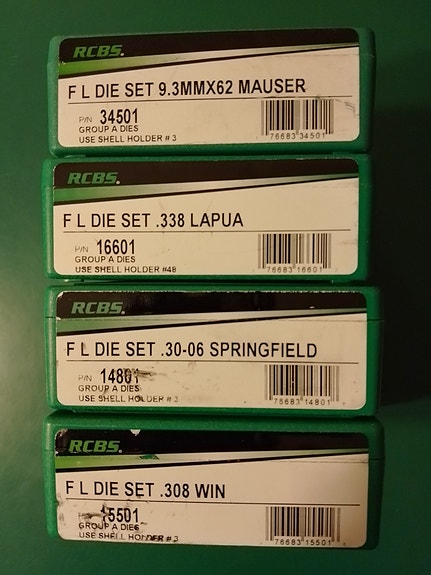 RCBS.
F L DIE SET 9.3MMX62 MAUSER
P/N 34501
GROUP A DIES
USE SHELL HOLDER # 3
76683 34501
RCBS.
F L DIE SET .338 LAPUA
P/N 16601
GROUP A DIES
USE SHELL HOLDER #4B
76683 16601
RCBS.
F L DIE SET .30-06 SPRINGFIELD
P/N 14801
GROUP A DIES
USE SHELL HOLDER # 3
76683 14801
RCBS.
F L DIE SET .308 WIN
15501
GROUP A DIES
USE SHELL HOLDER # 3
76683 15501